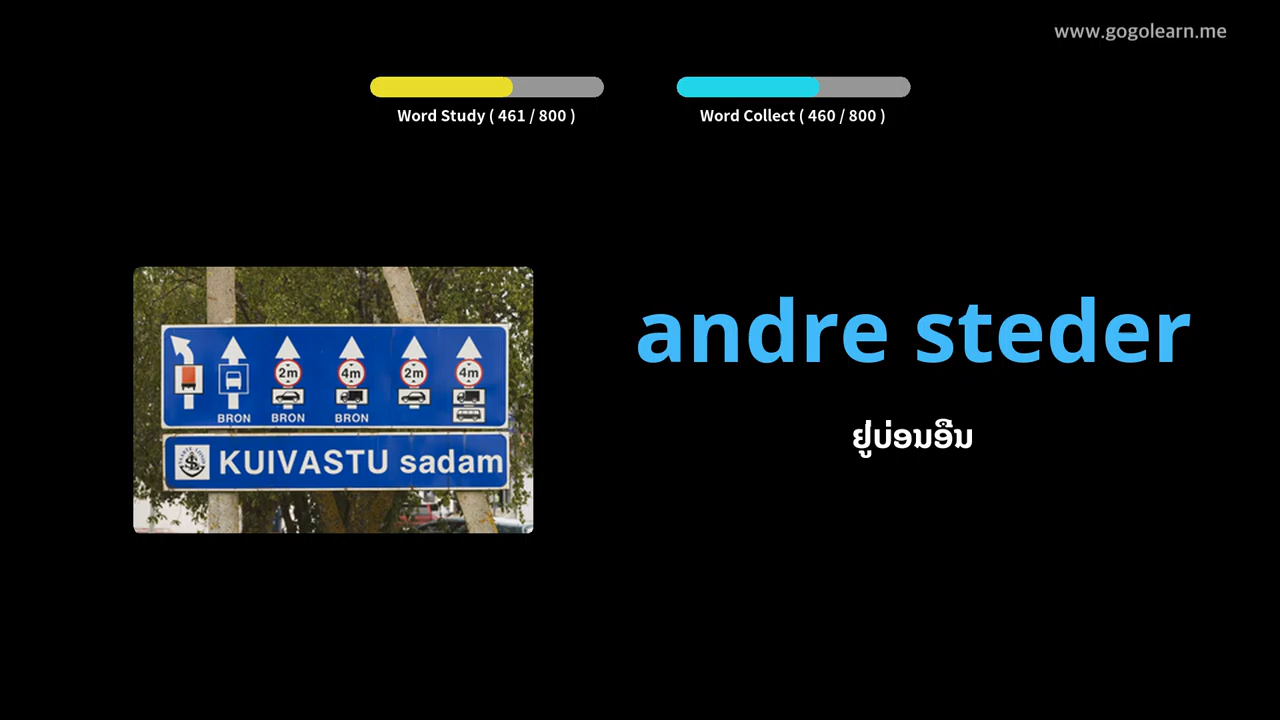 www.gogolearn.me
Word Study ( 461 / 800 )
Word Collect ( 460 / 800 )
andre steder
ຢູ່ບ່ອນອື່ນ
2m 4m 2m 4m
BRON BRON BRON
KUIVASTU sadam